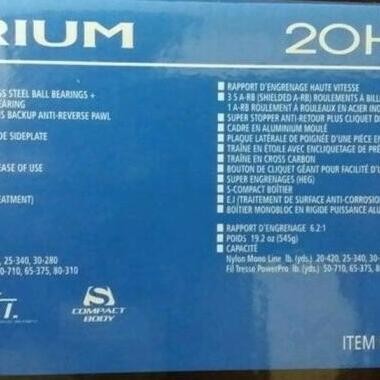 RIUM 20H
SS STEEL BALL BEARINGS +
EARING
S BACKUP ANTI-REVERSE PAWL
DE SIDEPLATE
EASE OF USE
EATMENT)
, 25-340, 30-280
0-710, 65-375, 80-310
T.
S
COMPACT
BODY
RAPPORT D'ENGRENAGE HAUTE VITESSE
3 S A-RB (SHIELDED A-RB) ROULEMENTS À BILL
1 A-RB ROULEMENT À ROULEAUX EN ACIER INO
SUPER STOPPER ANTI-RETOUR PLUS CLIQUET D
CADRE EN ALUMINIUM MOULÉ
PLAQUE LATÉRALE DE POIGNÉE D'UNE PIÈCE EN
TRAÎNE EN ÉTOILE AVEC ENCLIQUETAGE DE PRÉ
TRAÎNE EN CROSS CARBON
BOUTON DE CLIQUET GÉANT POUR FACILITÉ D'U
SUPER ENGRENAGES (HEG)
S-COMPACT BOÎTIER
E.I (TRAITEMENT DE SURFACE ANTI-CORROSION
BOÎTIER MONOBLOC EN RIGIDE PUISSANCE ALU
RAPPORT D'ENGRENAGE 6.2:1
POIDS 19.2 oz (545g)
CAPACITÉ
Nylon Mono Line lb. (yds.) 20-420, 25-340, 30
Fil Tresse PowerPro lb. (yds.) 50-710, 65-375, 80
ITEM